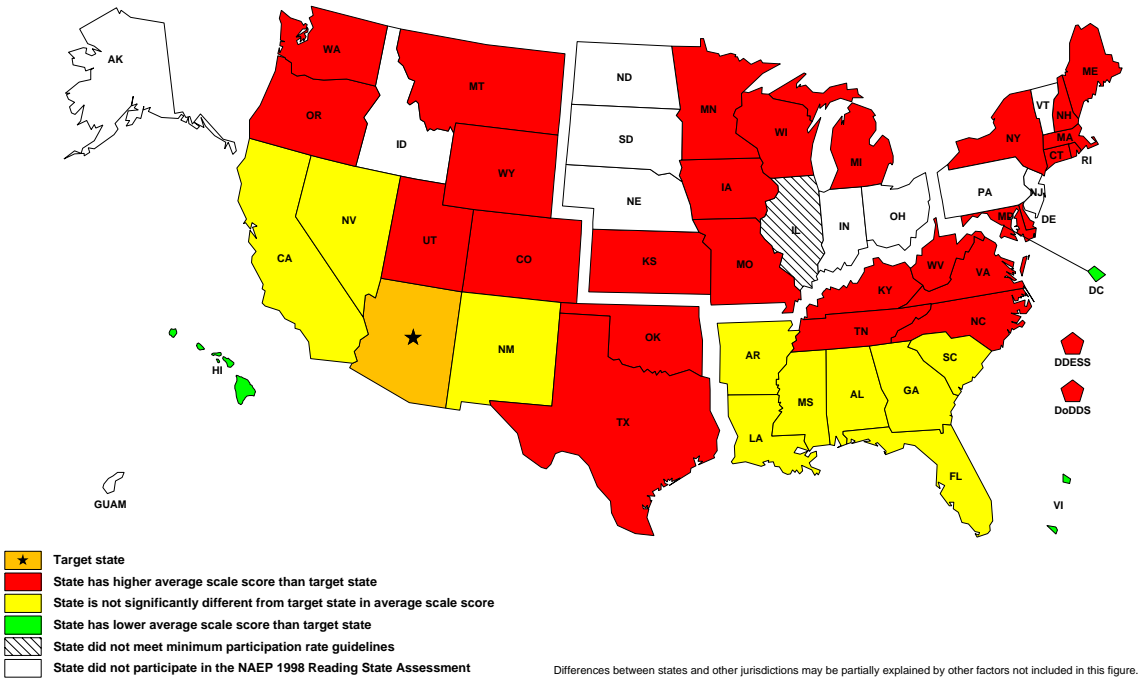 AK
WA
MT
ND
MN
ME
VT
NH
OR
ID
SD
WI
NY
MA
CT
RI
MI
WY
IA
NE
PA
NJ
NV
UT
CO
IL
IN
OH
MD
DE
CA
KS
MO
WV
VA
DC
KY
NC
TN
NM
OK
AR
SC
HI
MS
AL
GA
DDESS
TX
LA
DoDDS
FL
GUAM
VI
Target state
State has higher average scale score than target state
State is not significantly different from target state in average scale score
State has lower average scale score than target state
State did not meet minimum participation rate guidelines
State did not participate in the NAEP 1998 Reading State Assessment
Differences between states and other jurisdictions may be partially explained by other factors not included in this figure.